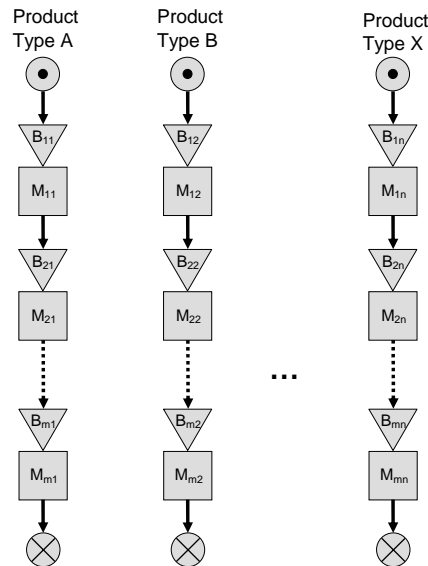 Product Type A
Product Type B
Product Type X
B₁₁ B₁₂ B₁ₙ
M₁₁ M₁₂ M₁ₙ
B₂₁ B₂₂ B₂ₙ
M₂₁ M₂₂ M₂ₙ
...
Bₘ₁ Bₘ₂ Bₘₙ
Mₘ₁ Mₘ₂ Mₘₙ